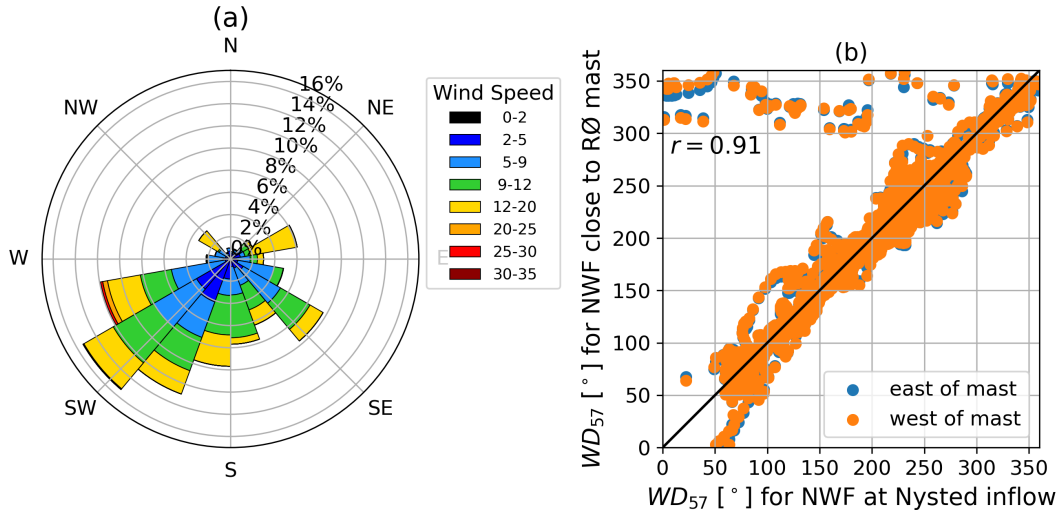 (a)
N
NE
E
SE
S
SW
W
NW
16%
14%
12%
10%
8%
6%
4%
2%
0%
Wind Speed
0-2
2-5
5-9
9-12
12-20
20-25
25-30
30-35
(b)
WD₅₇ [°] for NWF close to RØ mast
350
300
250
200
150
100
50
0
r = 0.91
east of mast
west of mast
0 50 100 150 200 250 300 350
WD₅₇ [°] for NWF at Nysted inflow